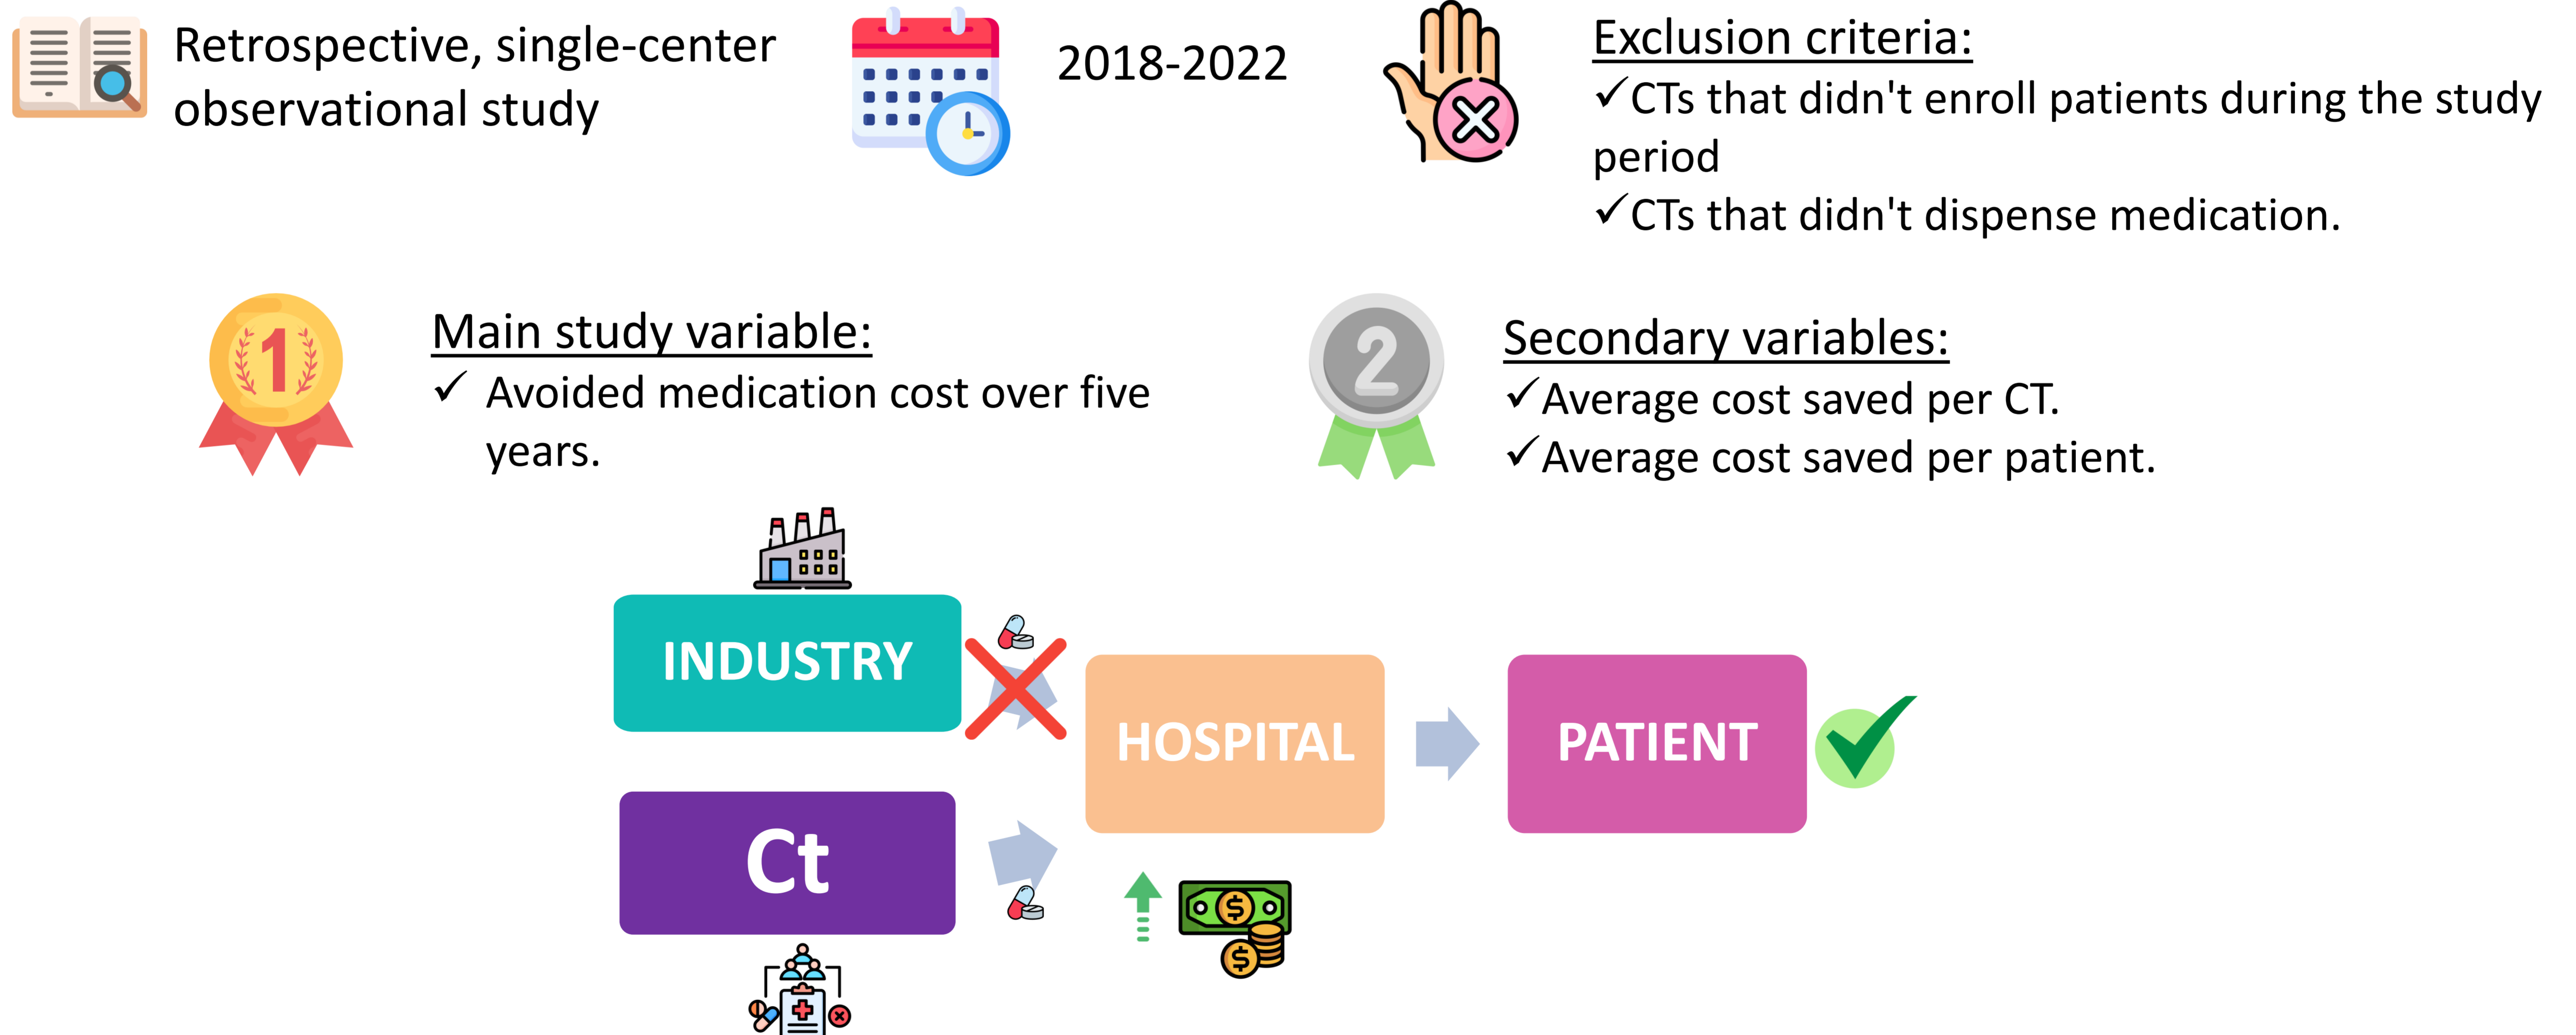 Retrospective, single-center
observational study
2018-2022
Exclusion criteria:
✓CTs that didn't enroll patients during the study
period
✓CTs that didn't dispense medication.
1
Main study variable:
✓ Avoided medication cost over five
years.
2
Secondary variables:
✓Average cost saved per CT.
✓Average cost saved per patient.
INDUSTRY
HOSPITAL
PATIENT
Ct
$
$